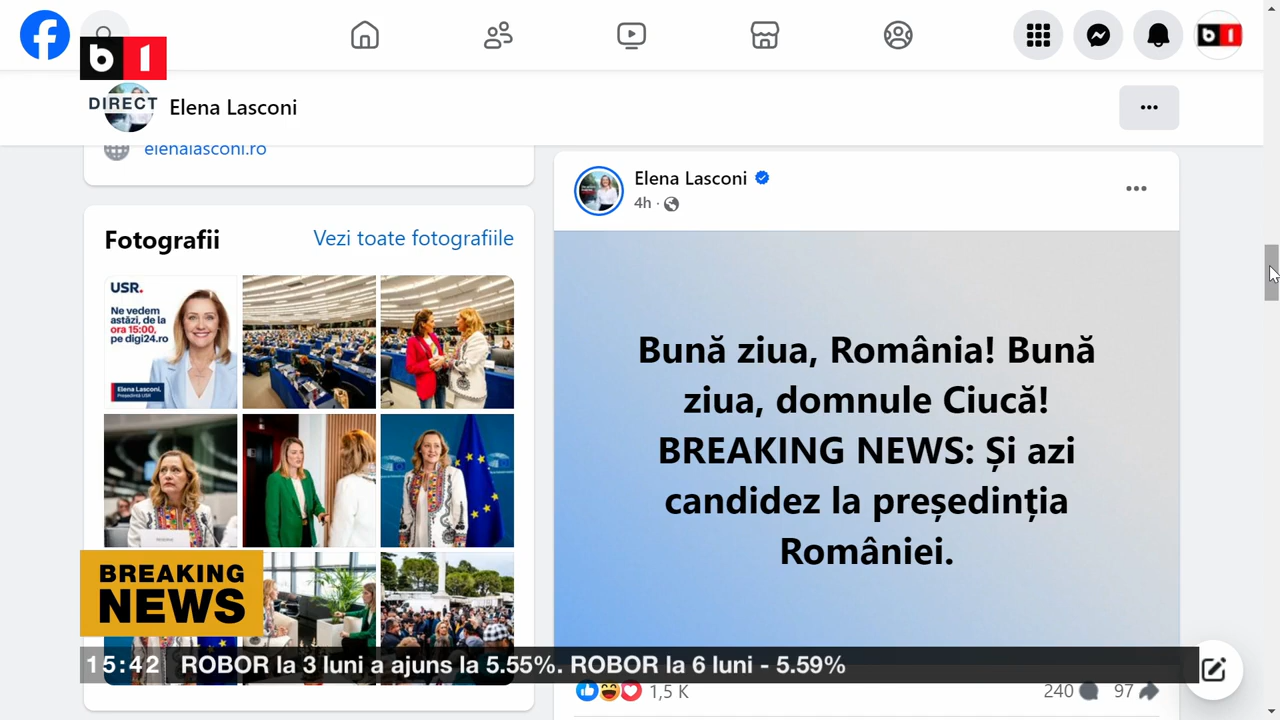 b1
DIRECT
b1
Elena Lasconi
elenalasconi.ro
Fotografii
Vezi toate fotografiile
USR.
Ne vedem
astăzi, de la
ora 15:00,
pe digi24.ro
Elena Lasconi,
Președintă USR
Elena Lasconi
4h ·
Bună ziua, România! Bună
ziua, domnule Ciucă!
BREAKING NEWS: Și azi
candidez la președinția
României.
BREAKING
NEWS
15:42 ROBOR la 3 luni a ajuns la 5.55%. ROBOR la 6 luni - 5.59%
1,5 K
240
97